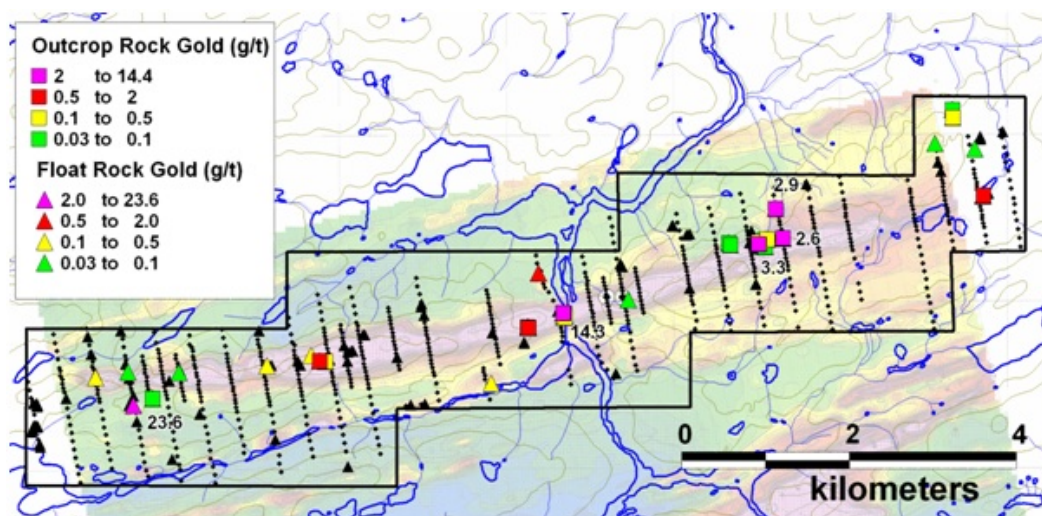 Outcrop Rock Gold (g/t)
2 to 14.4
0.5 to 2
0.1 to 0.5
0.03 to 0.1
Float Rock Gold (g/t)
2.0 to 23.6
0.5 to 2.0
0.1 to 0.5
0.03 to 0.1
2.9
2.6
3.3
14.3
23.6
0 2 4
kilometers